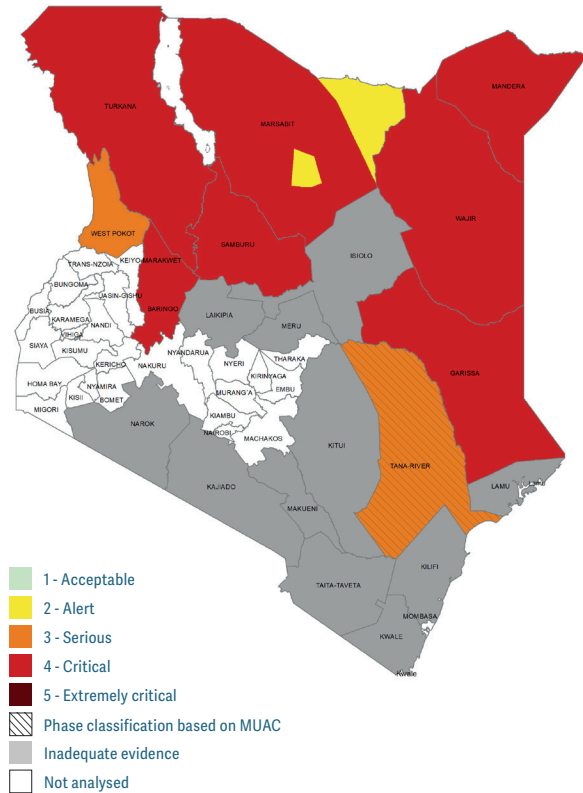 TURKANA
MANDERA
MARSABIT
WAJIR
WEST POKOT
SAMBURU
ISIOLO
TRANS-NZOIA
KEIYO-MARAKWET
BUNGOMA
UASIN-GISHU
BUSIA
BARINGO
LAIKIPIA
MERU
KARAMEGA
NANDI
VIHIGA
SIAYA
KISUMU
NYANDARUA
NYERI
THARAKA
GARISSA
KERICHO
NAKURU
KIRINYAGA
HOMA BAY
NYAMIRA
MURANG'A
EMBU
KISII
BOMET
MIGORI
KIAMBU
NAROK
NAIROBI
MACHAKOS
KITUI
TANA-RIVER
KAJIADO
LAMU
Lamu
MAKUENI
KILIFI
TAITA-TAVETA
MOMBASA
KWALE
Kwale
1 - Acceptable
2 - Alert
3 - Serious
4 - Critical
5 - Extremely critical
Phase classification based on MUAC
Inadequate evidence
Not analysed